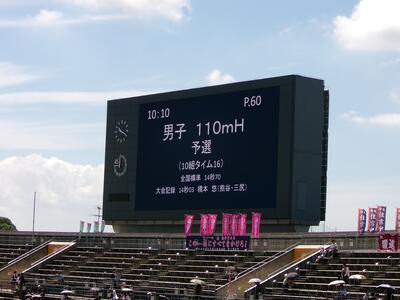 10:10 P.60
男子 110mH
予選
(10組タイム16)
全国標準 14秒70
大会記録 14秒03 橋本 悠(熊谷・三尻)